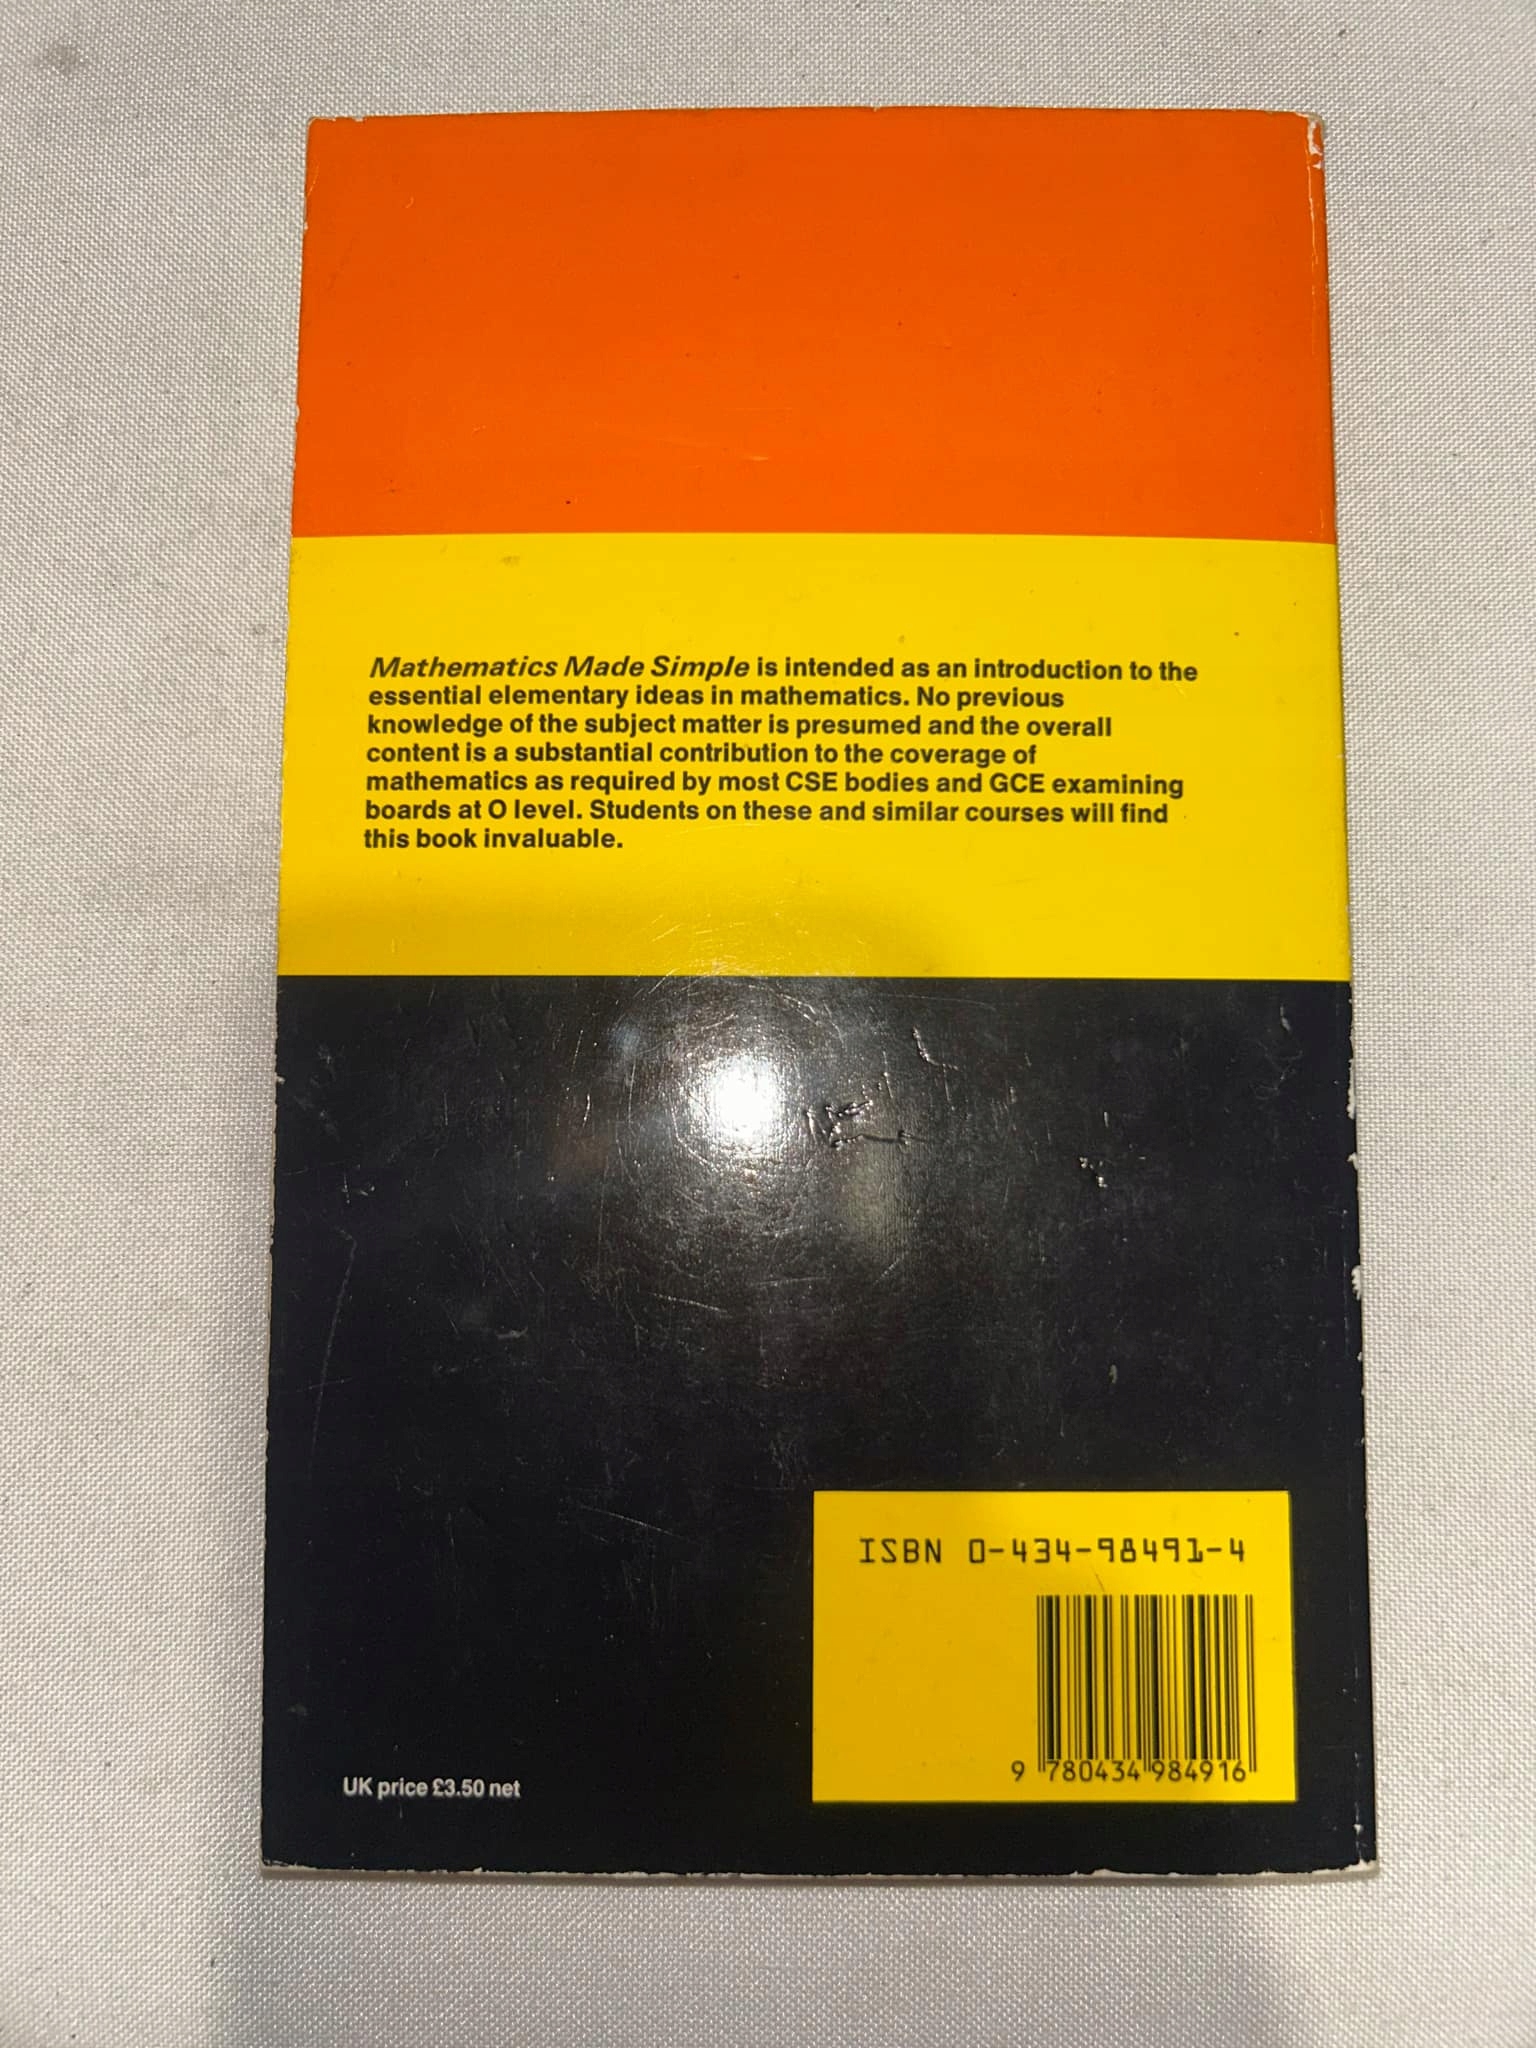 Mathematics Made Simple is intended as an introduction to the
essential elementary ideas in mathematics. No previous
knowledge of the subject matter is presumed and the overall
content is a substantial contribution to the coverage of
mathematics as required by most CSE bodies and GCE examining
boards at O level. Students on these and similar courses will find
this book invaluable.
ISBN 0-434-98491-4
9 780434 984916
UK price £3.50 net